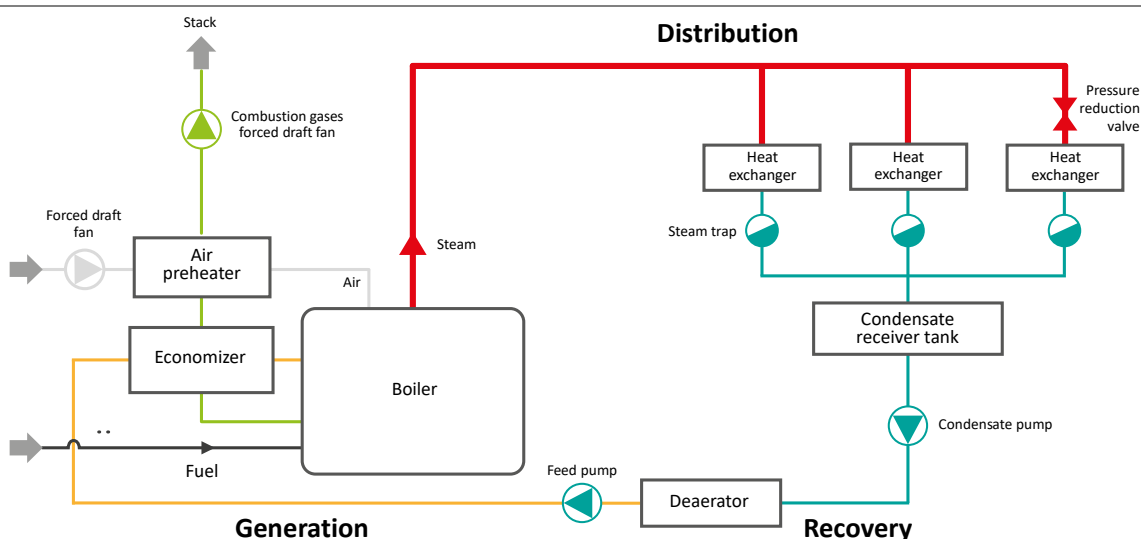 Stack
Distribution
Combustion gases
forced draft fan
Pressure
reduction
valve
Heat
exchanger
Heat
exchanger
Heat
exchanger
Forced draft
fan
Steam trap
Air
preheater
Steam
Air
Condensate
receiver tank
Economizer
Boiler
Condensate pump
Fuel
Feed pump
Deaerator
Generation
Recovery